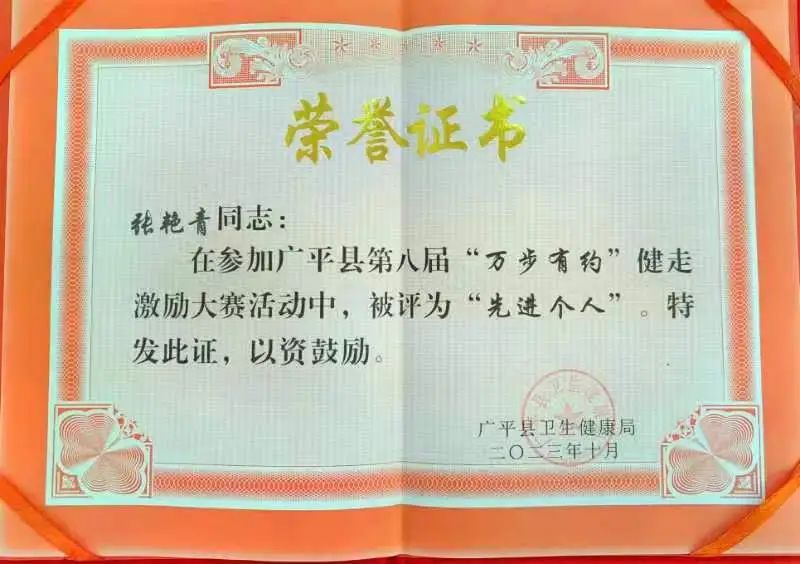 荣誉证书
张艳青同志：
在参加广平县第八届“万步有约”健走
激励大赛活动中，被评为“先进个人”。特
发此证，以资鼓励。
广平县卫生健康局
二〇二三年十月